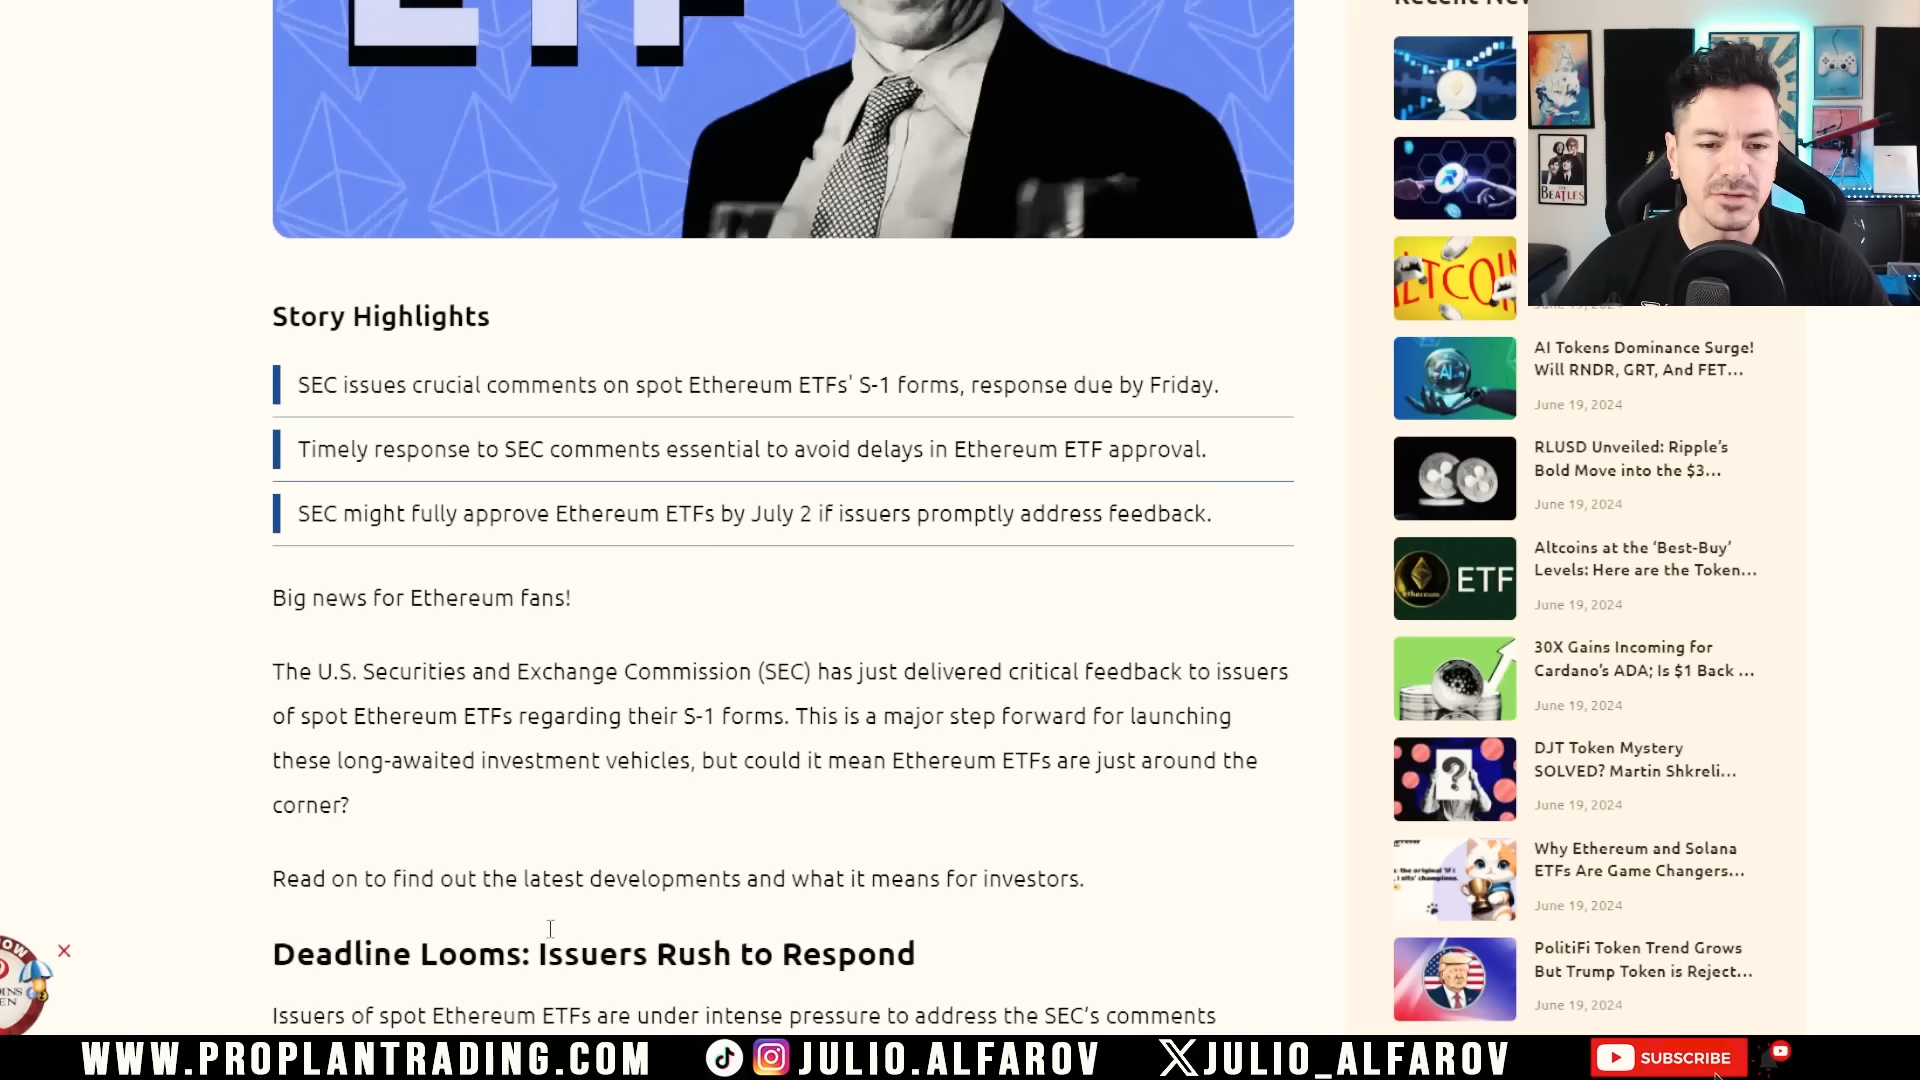 ETF
THE
BEATLES
ALTCOIN
Story Highlights
SEC issues crucial comments on spot Ethereum ETFs' S-1 forms, response due by Friday.
Timely response to SEC comments essential to avoid delays in Ethereum ETF approval.
SEC might fully approve Ethereum ETFs by July 2 if issuers promptly address feedback.
Big news for Ethereum fans!
The U.S. Securities and Exchange Commission (SEC) has just delivered critical feedback to issuers
of spot Ethereum ETFs regarding their S-1 forms. This is a major step forward for launching
these long-awaited investment vehicles, but could it mean Ethereum ETFs are just around the
corner?
Read on to find out the latest developments and what it means for investors.
Deadline Looms: Issuers Rush to Respond
Issuers of spot Ethereum ETFs are under intense pressure to address the SEC’s comments
Recent
June 19, 2024
AI
AI Tokens Dominance Surge!
Will RNDR, GRT, And FET...
June 19, 2024
RLUSD Unveiled: Ripple’s
Bold Move into the $3...
June 19, 2024
ethereum
ETF
Altcoins at the ‘Best-Buy’
Levels: Here are the Token...
June 19, 2024
30X Gains Incoming for
Cardano’s ADA; Is $1 Back ...
June 19, 2024
?
DJT Token Mystery
SOLVED? Martin Shkreli...
June 19, 2024
Why Ethereum and Solana
ETFs Are Game Changers...
June 19, 2024
PolitiFi Token Trend Grows
But Trump Token is Reject...
June 19, 2024
WWW.PROPLANTRADING.COM
JULIO.ALFAROV
JULIO_ALFAROV
SUBSCRIBE